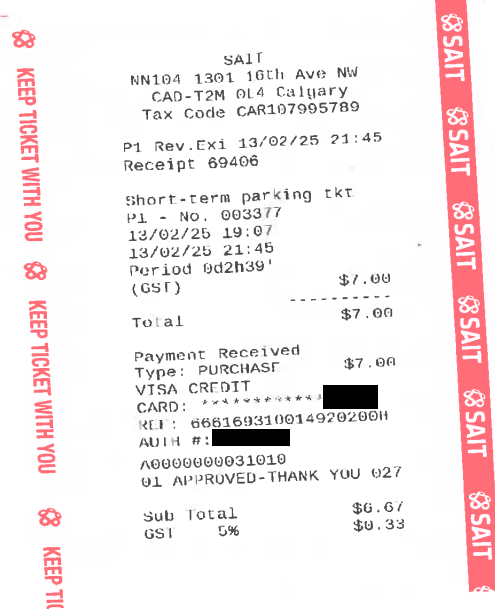 SAIT
NN104 1301 16th Ave NW
CAD-T2M 0L4 Calgary
Tax Code CAR107995789
P1 Rev.Exi 13/02/25 21:45
Receipt 69406
Short-term parking tkt
P1 - No. 003377
13/02/25 19:07
13/02/25 21:45
Period 0d2h39'
(GST) $7.00
----------
Total $7.00
Payment Received
Type: PURCHASE $7.00
VISA CREDIT
CARD: ************
REF: 666169310014920200H
AUTH #:
A0000000031010
01 APPROVED-THANK YOU 027
Sub Total $6.67
GST 5% $0.33
KEEP TICKET WITH YOU
KEEP TICKET WITH YOU
KEEP TIC
SAIT
SAIT
SAIT
SAIT
SAIT
SAIT